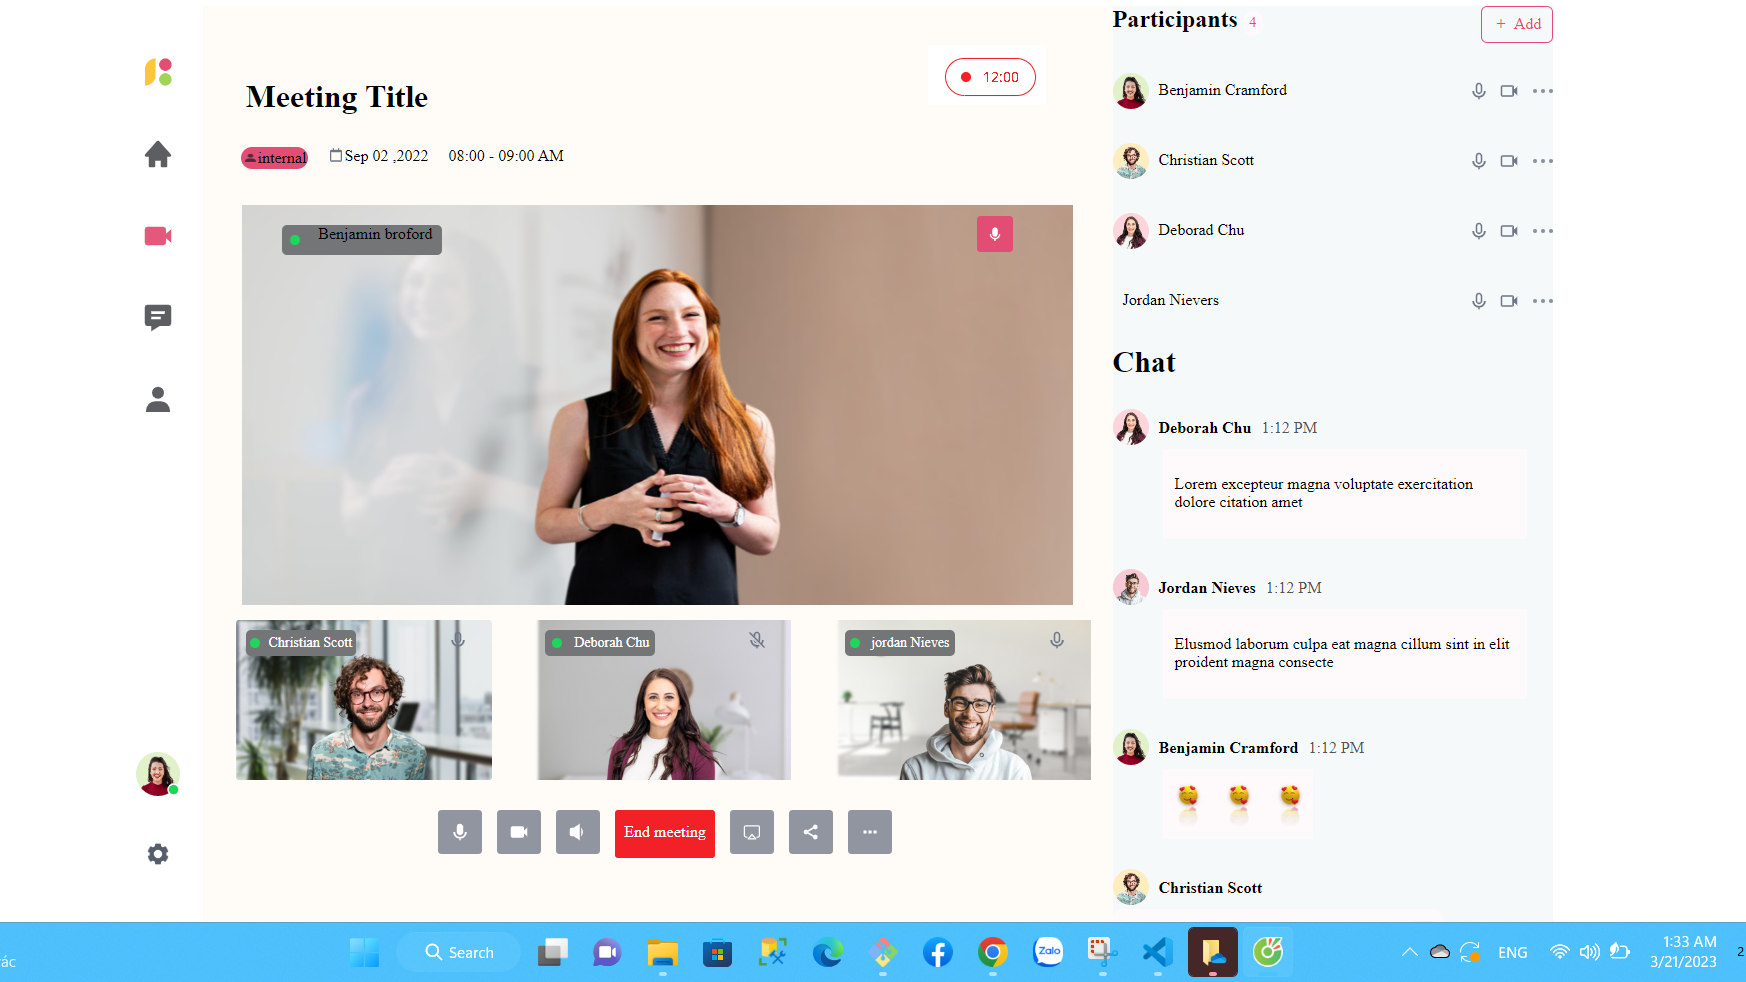 Meeting Title
12:00
internal
Sep 02 ,2022
08:00 - 09:00 AM
Benjamin broford
Christian Scott
Deborah Chu
jordan Nieves
End meeting
Participants 4
+ Add
Benjamin Cramford
Christian Scott
Deborad Chu
Jordan Nievers
Chat
Deborah Chu 1:12 PM
Lorem excepteur magna voluptate exercitation
dolore citation amet
Jordan Nieves 1:12 PM
Elusmod laborum culpa eat magna cillum sint in elit
proident magna consecte
Benjamin Cramford 1:12 PM
Christian Scott
ác
Search
Zalo
ENG
1:33 AM
3/21/2023
2